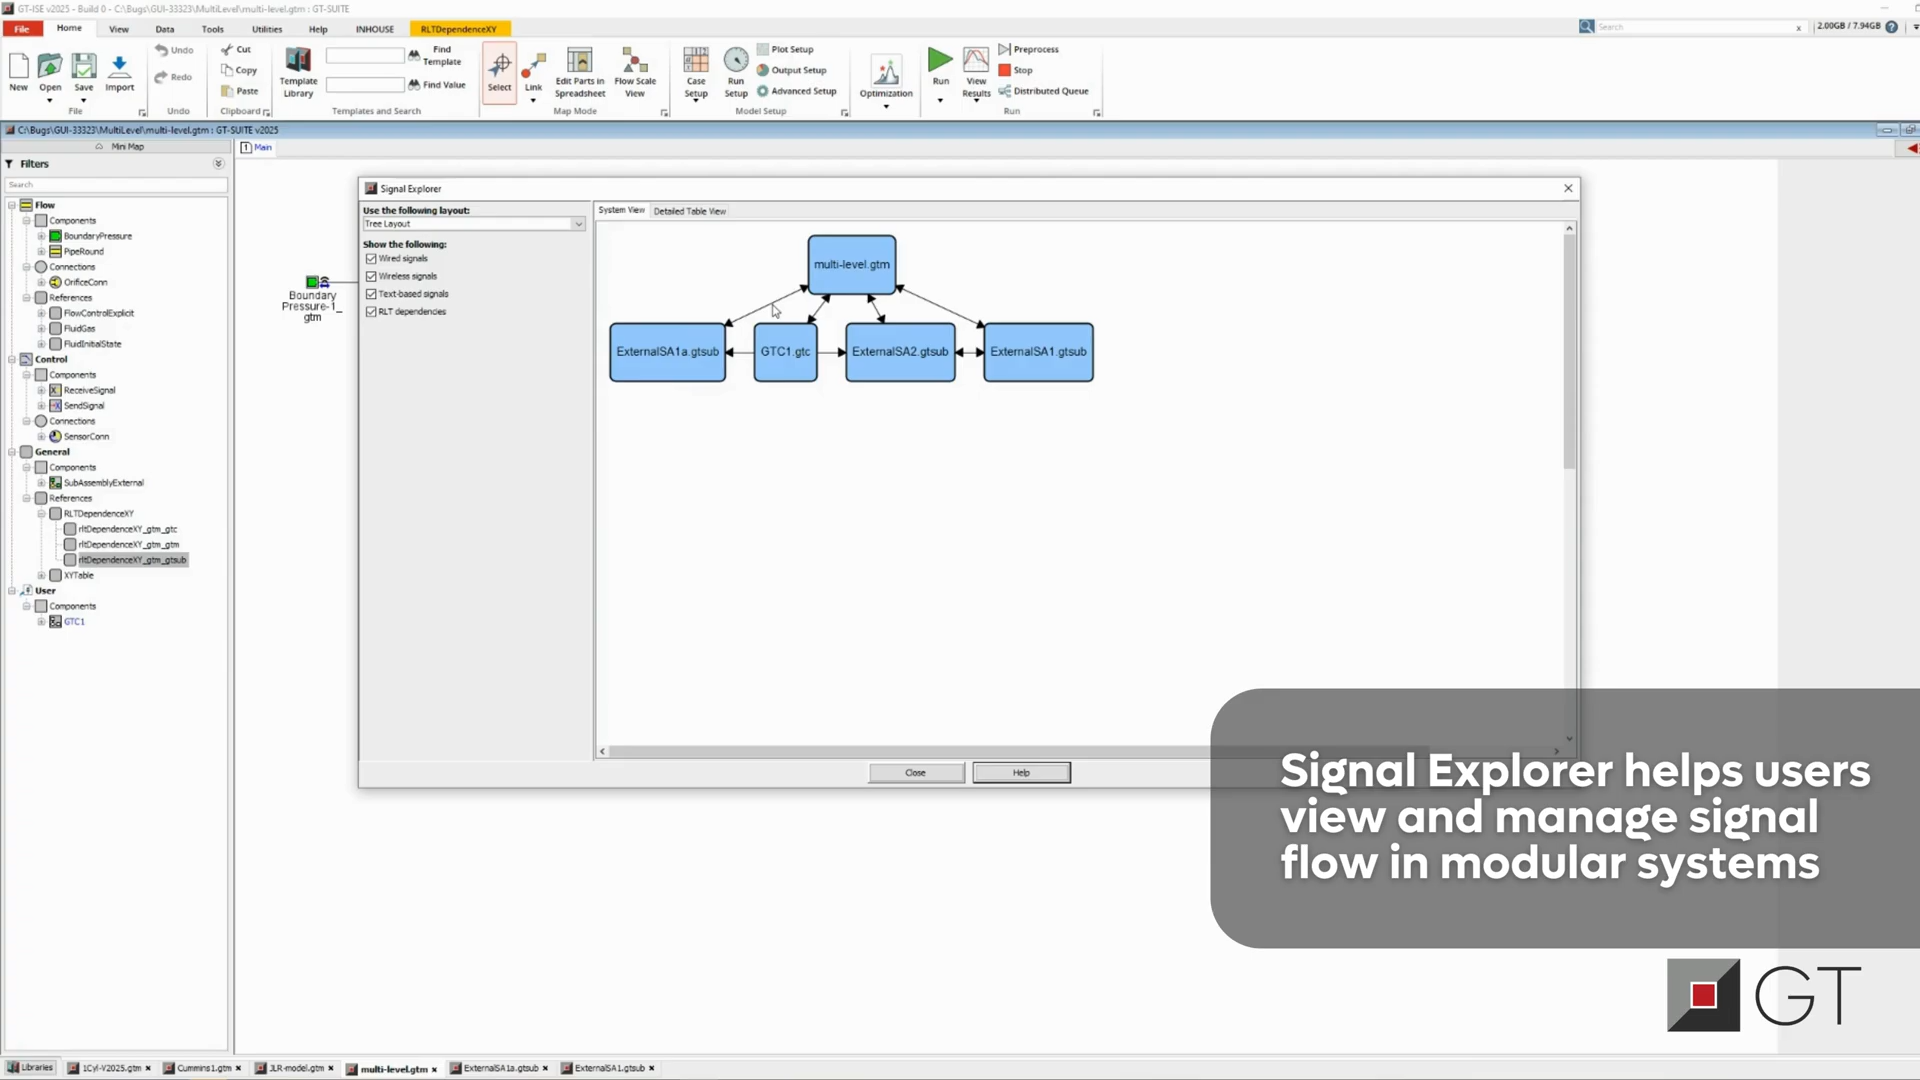 GT-ISE v2025 - Build 0 - C:\Bugs\GUI-33323\MultiLevel\multi-level.gtm : GT-SUITE
File Home View Data Tools Utilities Help INHOUSE RLTDependenceXY Search x 2.00GB / 7.94GB
New
Open
Save
Import
File
Undo
Redo
Undo
Cut
Copy
Paste
Clipboard
Template
Library
Find
Template
Find Value
Templates and Search
Select
Link
Edit Parts in
Spreadsheet
Flow Scale
View
Map Mode
Case
Setup
Run
Setup
Plot Setup
Output Setup
Advanced Setup
Model Setup
Optimization
Run
View
Results
Preprocess
Stop
Distributed Queue
Run
C:\Bugs\GUI-33323\MultiLevel\multi-level.gtm : GT-SUITE v2025
Mini Map
1 Main
Filters
Search
Flow
Components
BoundaryPressure
PipeRound
Connections
OrificeConn
References
FlowControlExplicit
FluidGas
FluidInitialState
Control
Components
ReceiveSignal
SendSignal
Connections
SensorConn
General
Components
SubAssemblyExternal
References
RLTDependenceXY
rltDependenceXY_gtm_gtc
rltDependenceXY_gtm_gtm
rltDependenceXY_gtm_gtsub
XYTable
User
Components
GTC1
Boundary
Pressure-1_
gtm
Signal Explorer
Use the following layout:
Tree Layout
Show the following:
Wired signals
Wireless signals
Text-based signals
RLT dependencies
System View Detailed Table View
multi-level.gtm
ExternalSA1a.gtsub GTC1.gtc ExternalSA2.gtsub ExternalSA1.gtsub
Close Help
Signal Explorer helps users
view and manage signal
flow in modular systems
GT
Libraries 1Cyl-V2025.gtm x Cummins1.gtm x JLR-model.gtm x multi-level.gtm x ExternalSA1a.gtsub x ExternalSA1.gtsub x